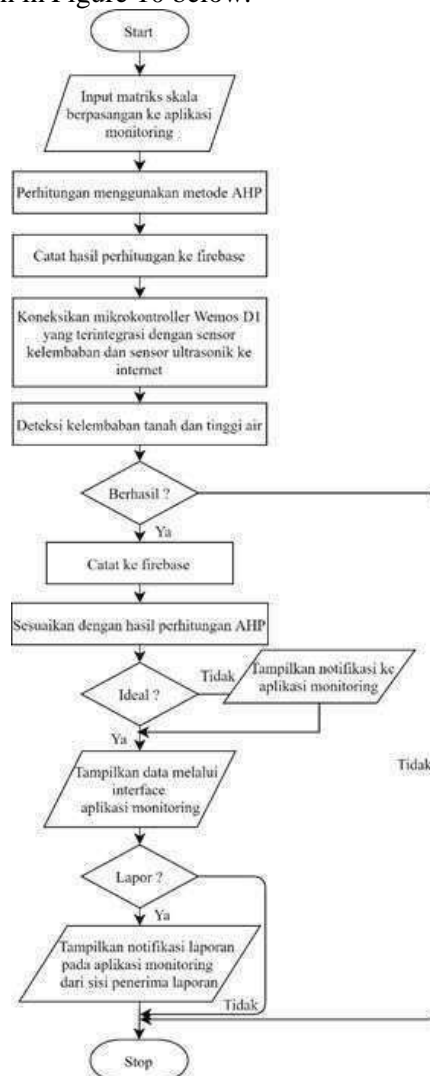 in Figure 10 below.
Start
Input matriks skala
berpasangan ke aplikasi
monitoring
Perhitungan menggunakan metode AHP
Catat hasil perhitungan ke firebase
Koneksikan mikrokontroller Wemos D1
yang terintegrasi dengan sensor
kelembaban dan sensor ultrasonik ke
internet
Deteksi kelembaban tanah dan tinggi air
Berhasil ?
Ya
Catat ke firebase
Sesuaikan dengan hasil perhitungan AHP
Ideal ?
Tidak
Tampilkan notifikasi ke
aplikasi monitoring
Ya
Tampilkan data melalui
interface
aplikasi monitoring
Tidak
Lapor ?
Ya
Tampilkan notifikasi laporan
pada aplikasi monitoring
dari sisi penerima laporan
Tidak
Stop